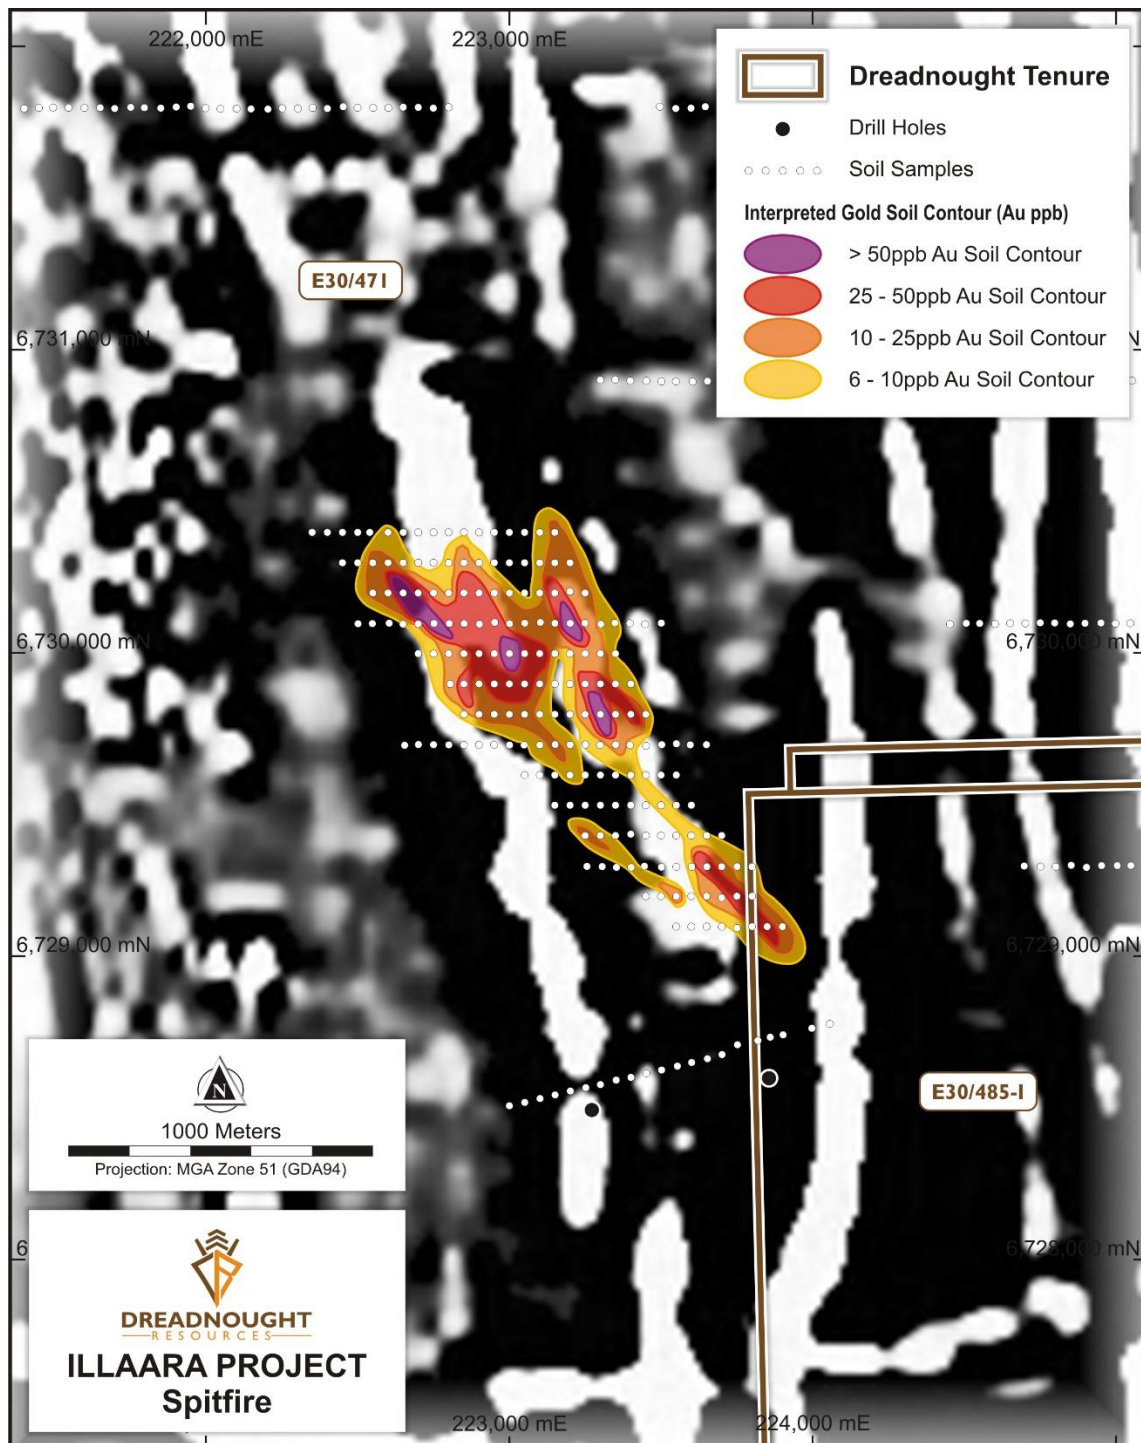 222,000 mE
223,000 mE
Dreadnought Tenure
Drill Holes
Soil Samples
Interpreted Gold Soil Contour (Au ppb)
> 50ppb Au Soil Contour
25 - 50ppb Au Soil Contour
10 - 25ppb Au Soil Contour
6 - 10ppb Au Soil Contour
E30/471
6,731,000 mN
N
6,730,000 mN
6,730,000 mN
6,729,000 mN
6,729,000 mN
E30/485-I
N
1000 Meters
Projection: MGA Zone 51 (GDA94)
6
6,728,000 mN
DREADNOUGHT
RESOURCES
ILLAARA PROJECT
Spitfire
223,000 mE
224,000 mE